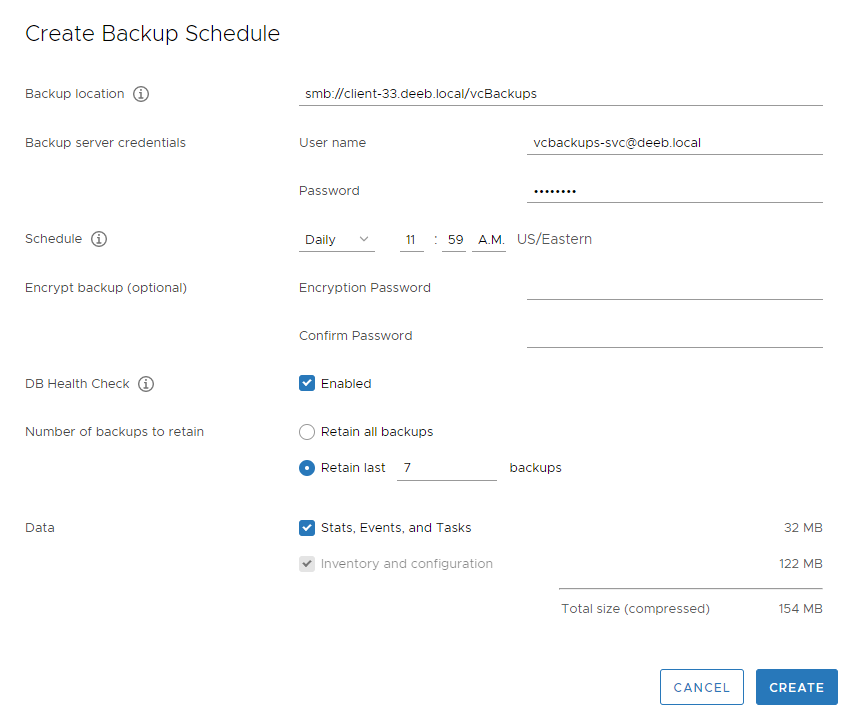 Create Backup Schedule
Backup location smb://client-33.deeb.local/vcBackups
Backup server credentials User name vcbackups-svc@deeb.local
Password ••••••••
Schedule Daily 11 : 59 A.M. US/Eastern
Encrypt backup (optional) Encryption Password
Confirm Password
DB Health Check Enabled
Number of backups to retain Retain all backups
Retain last 7 backups
Data Stats, Events, and Tasks 32 MB
Inventory and configuration 122 MB
Total size (compressed) 154 MB
CANCEL CREATE